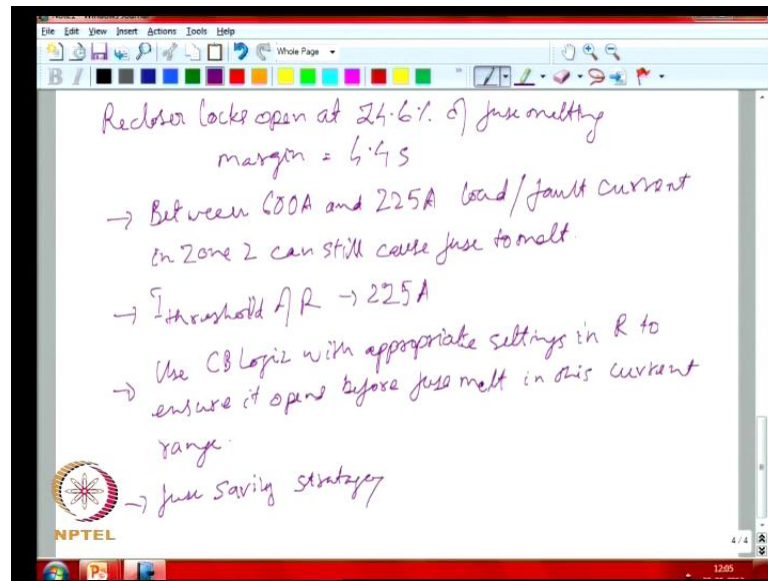 File Edit View Insert Actions Tools Help
Whole Page
Recloser locks open at 24.6% of fuse melting
margin = 4.4s
→ Between 600A and 225A load/fault current
in Zone 2 can still cause fuse to melt.
→ I threshold of R → 225A
→ Use CB Logic with appropriate settings in R to
ensure it opens before fuse melt in this current
range.
→ fuse saving strategy
NPTEL
4/4
12:05